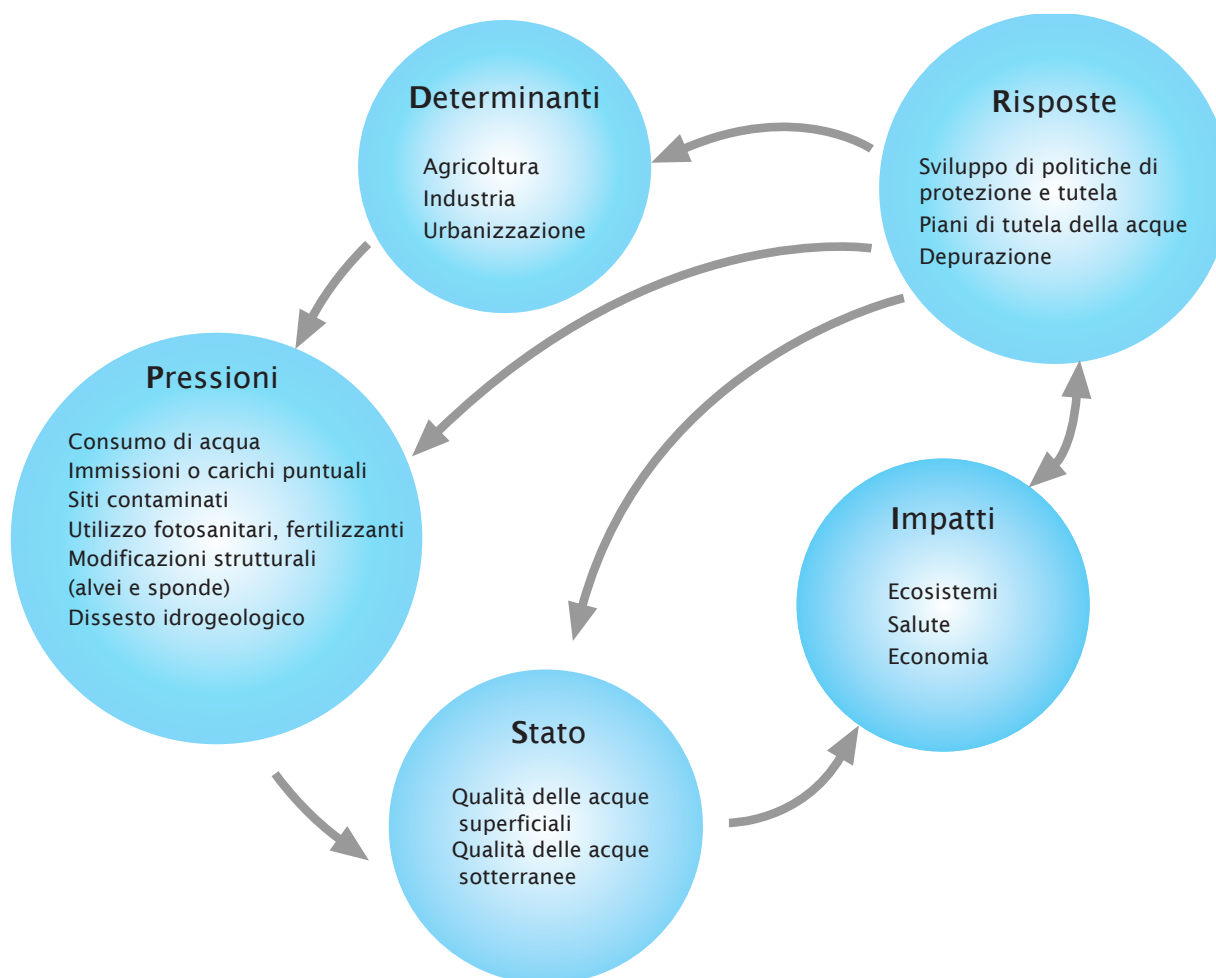 Determinanti
Agricoltura
Industria
Urbanizzazione
Risposte
Sviluppo di politiche di
protezione e tutela
Piani di tutela della acque
Depurazione
Pressioni
Consumo di acqua
Immissioni o carichi puntuali
Siti contaminati
Utilizzo fotosanitari, fertilizzanti
Modificazioni strutturali
(alvei e sponde)
Dissesto idrogeologico
Impatti
Ecosistemi
Salute
Economia
Stato
Qualità delle acque
superficiali
Qualità delle acque
sotterranee